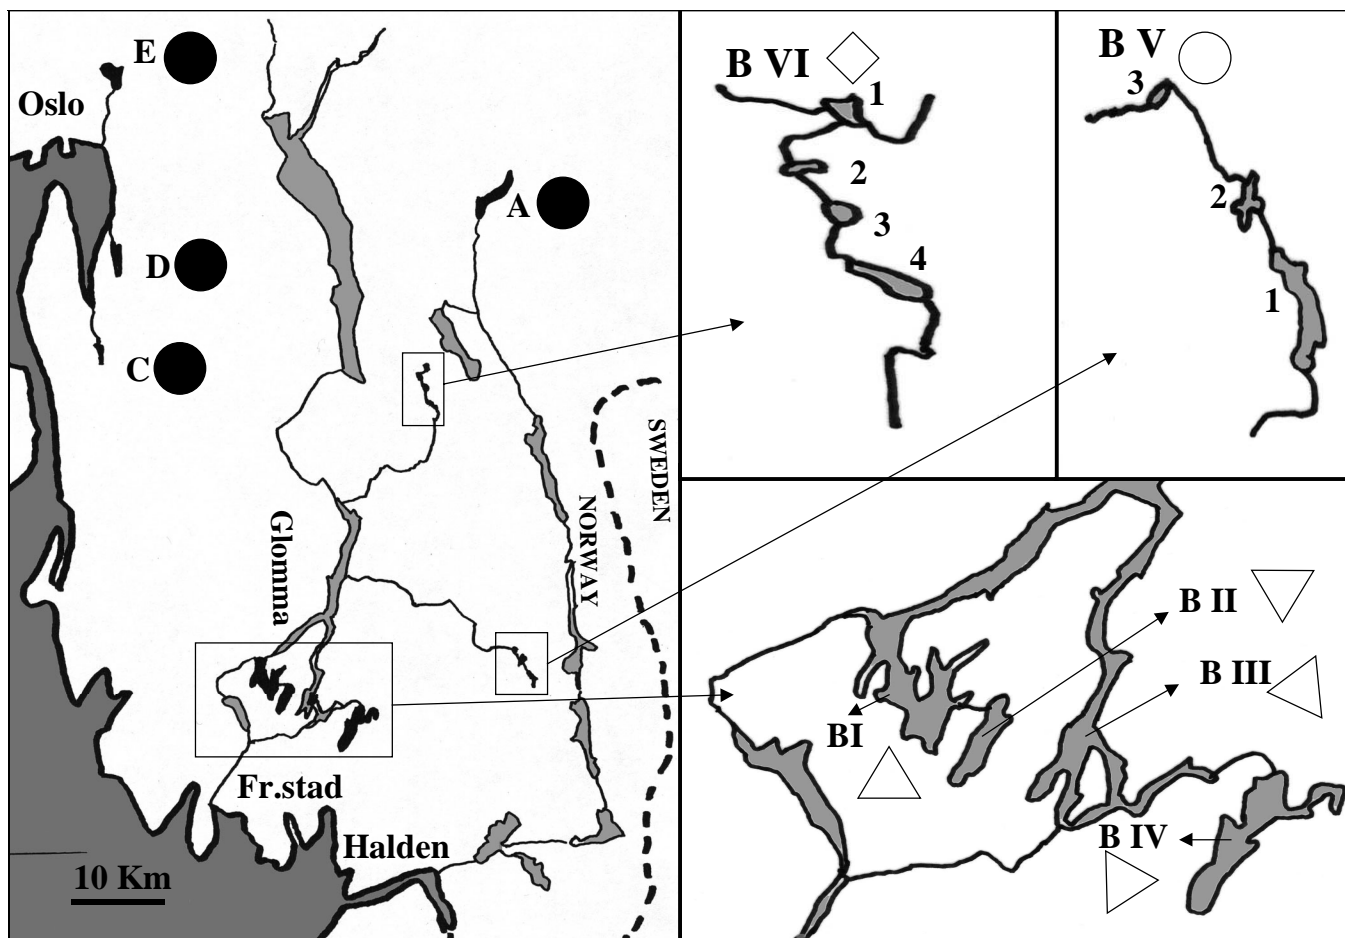 E
Oslo
A
D
C
SWEDEN
NORWAY
Glomma
Fr.stad
Halden
10 Km
B VI
1
2
3
4
B V
3
2
1
B II
B III
BI
B IV